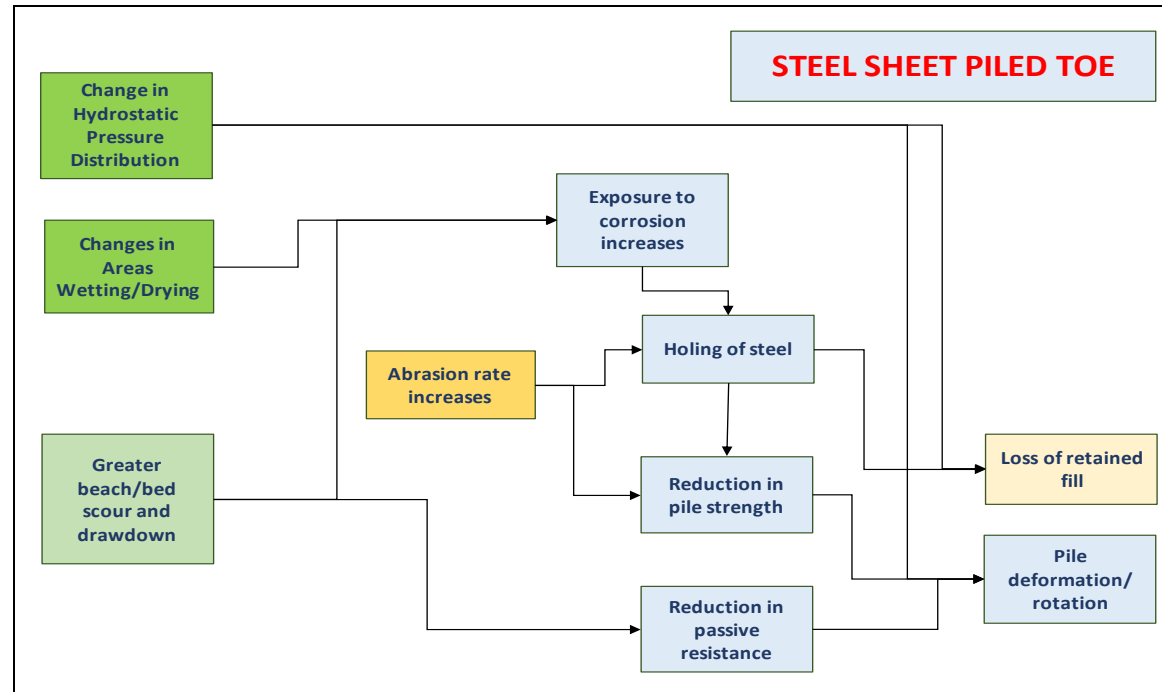 STEEL SHEET PILED TOE
Change in
Hydrostatic
Pressure
Distribution
Exposure to
corrosion
increases
Changes in
Areas
Wetting/Drying
Holing of steel
Abrasion rate
increases
Greater
beach/bed
scour and
drawdown
Loss of retained
fill
Reduction in
pile strength
Pile
deformation/
rotation
Reduction in
passive
resistance